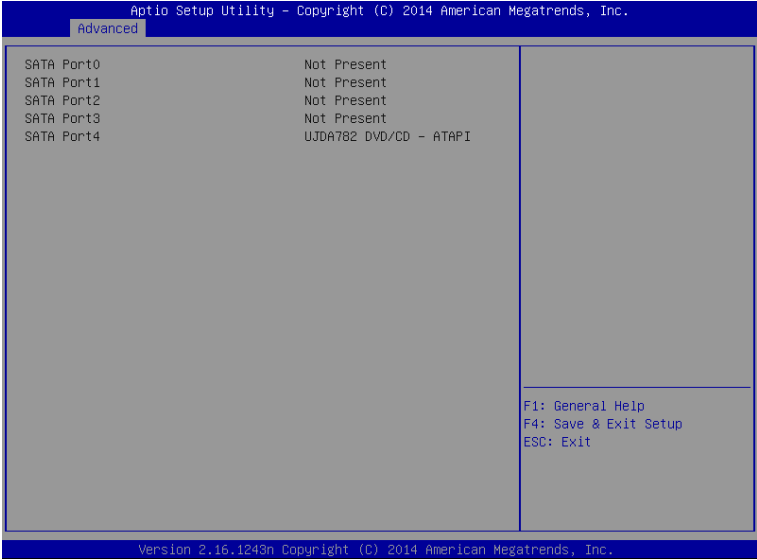 Aptio Setup Utility – Copyright (C) 2014 American Megatrends, Inc.
Advanced
SATA Port0 Not Present
SATA Port1 Not Present
SATA Port2 Not Present
SATA Port3 Not Present
SATA Port4 UJDA782 DVD/CD – ATAPI
F1: General Help
F4: Save & Exit Setup
ESC: Exit
Version 2.16.1243n Copyright (C) 2014 American Megatrends, Inc.